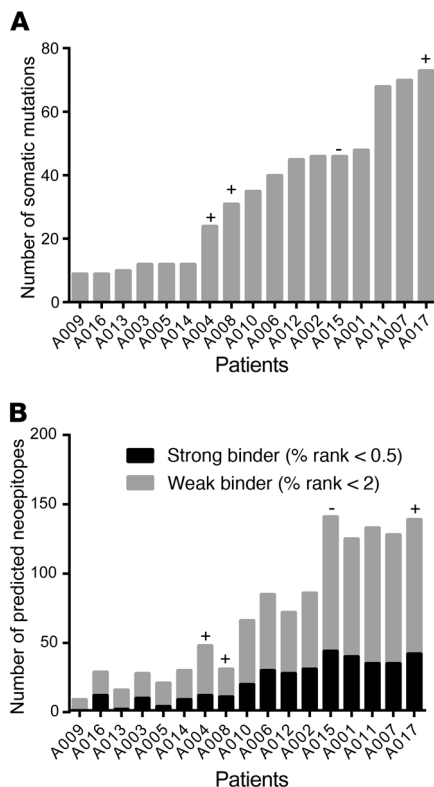 A
Number of somatic mutations
80
60
40
20
0
+
+
-
+
A009 A016 A013 A003 A005 A014 A004 A008 A010 A006 A012 A002 A015 A001 A011 A007 A017
Patients
B
Number of predicted neoepitopes
200
150
100
50
0
Strong binder (% rank < 0.5)
Weak binder (% rank < 2)
+
+
-
+
A009 A016 A013 A003 A005 A014 A004 A008 A010 A006 A012 A002 A015 A001 A011 A007 A017
Patients